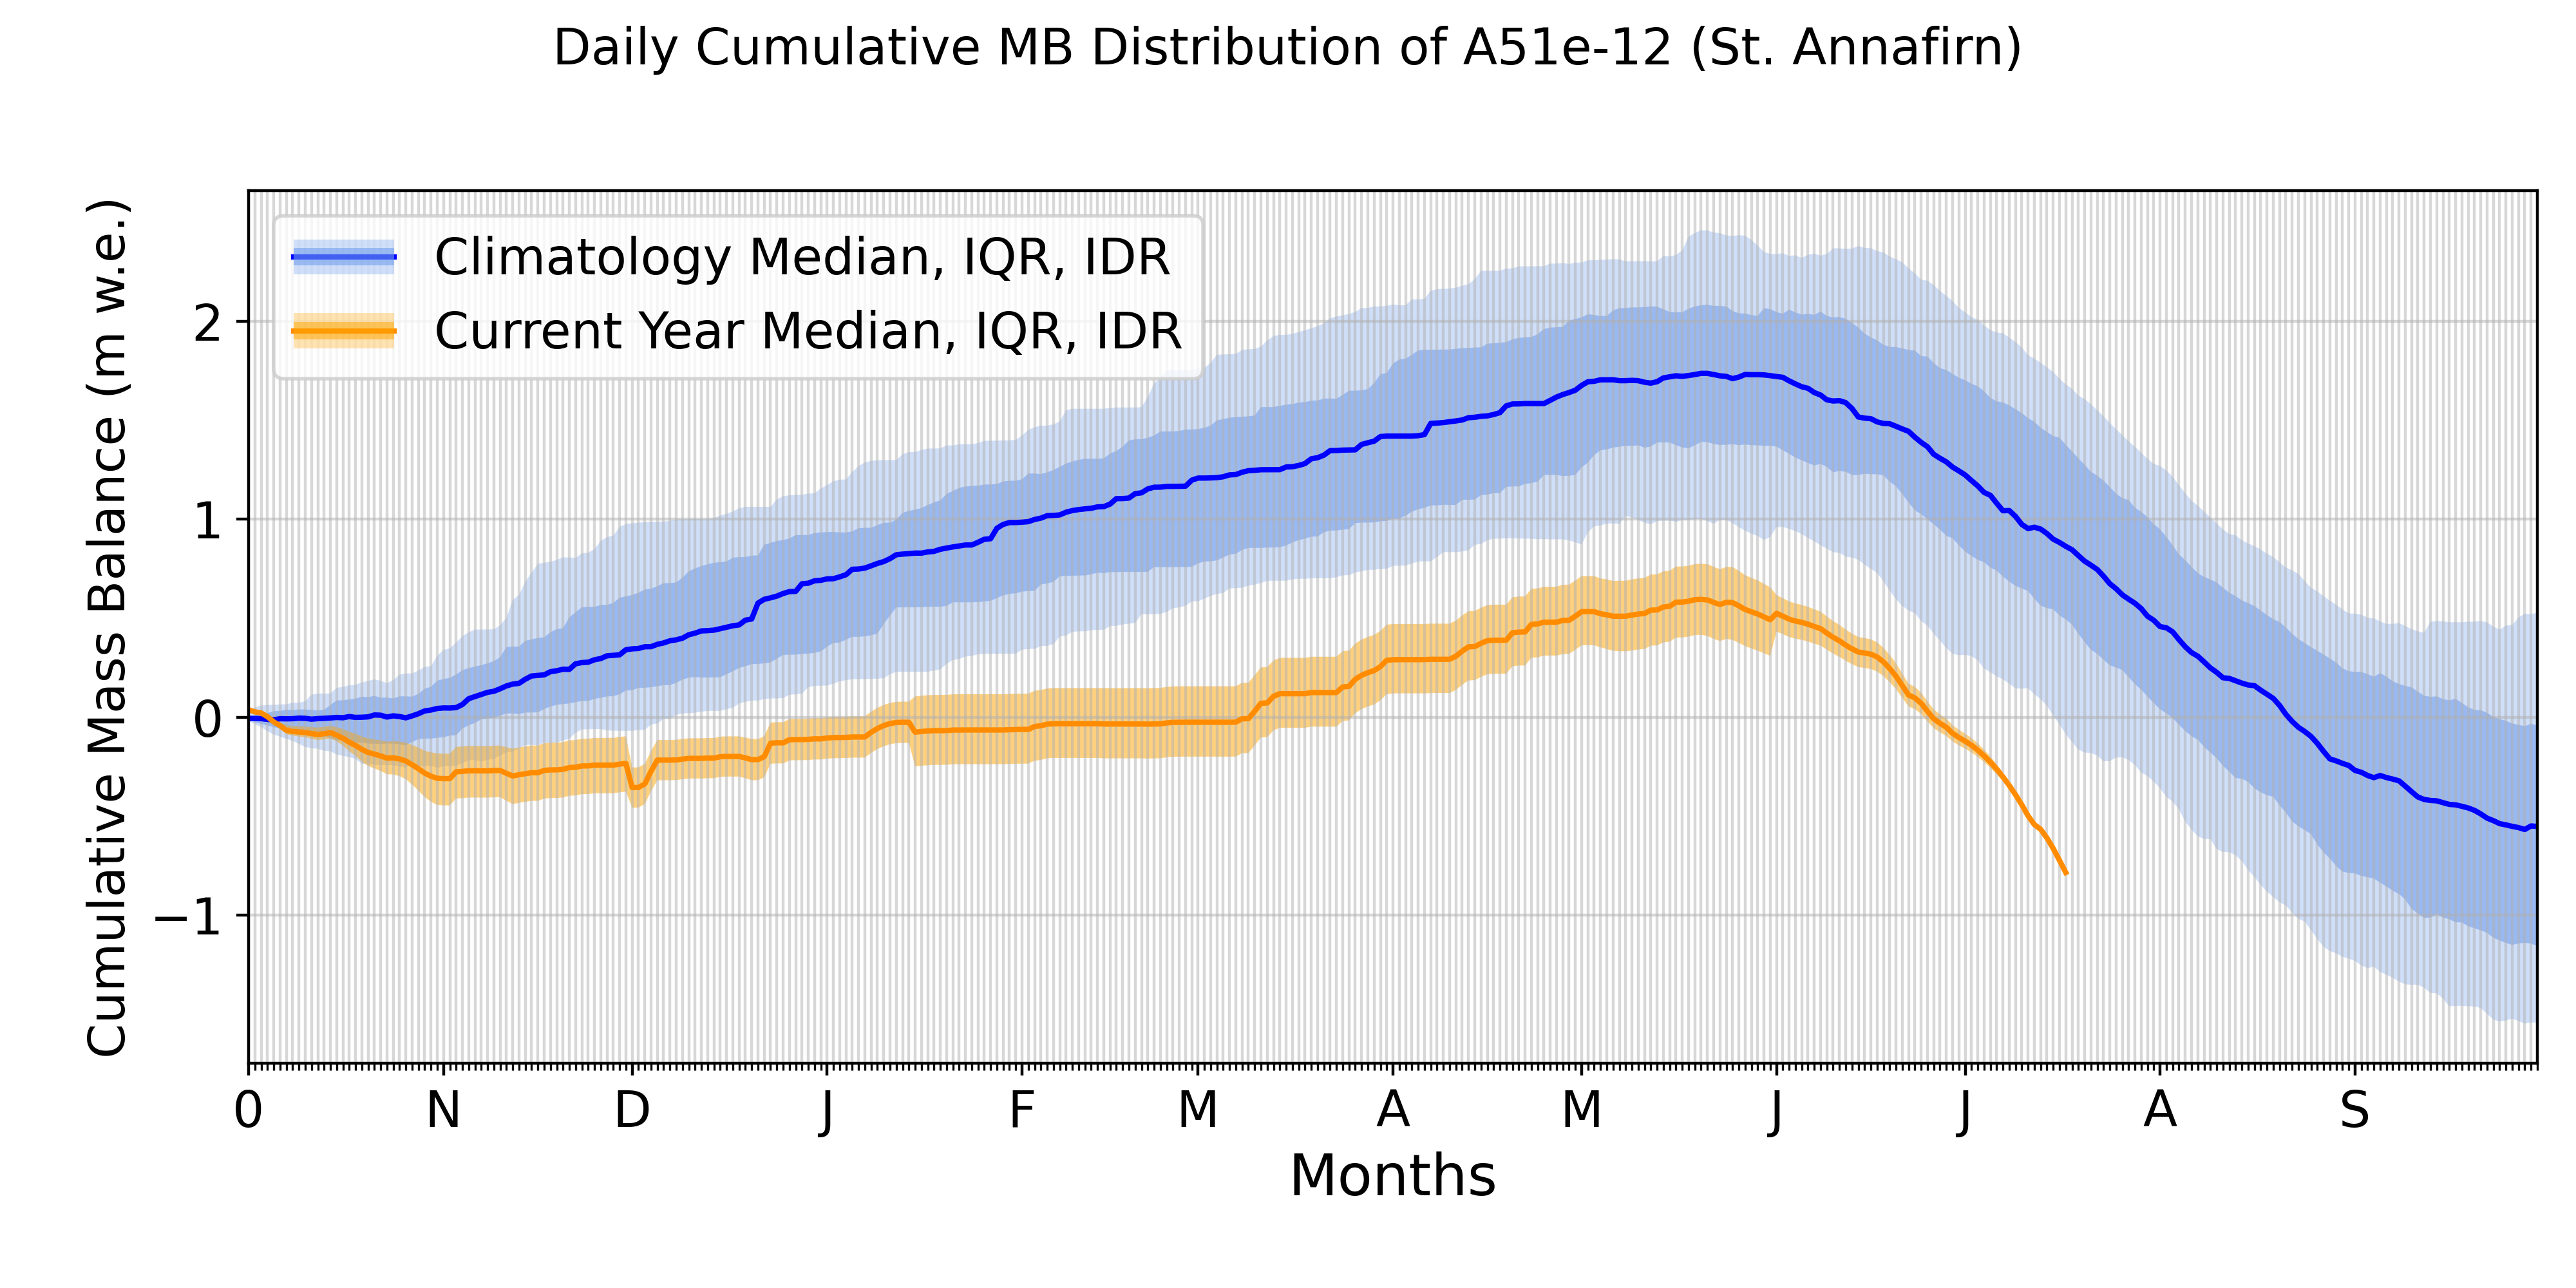 Daily Cumulative MB Distribution of A51e-12 (St. Annafirn)
Cumulative Mass Balance (m w.e.)
Climatology Median, IQR, IDR
Current Year Median, IQR, IDR
2
1
0
−1
0 N D J F M A M J J A S
Months